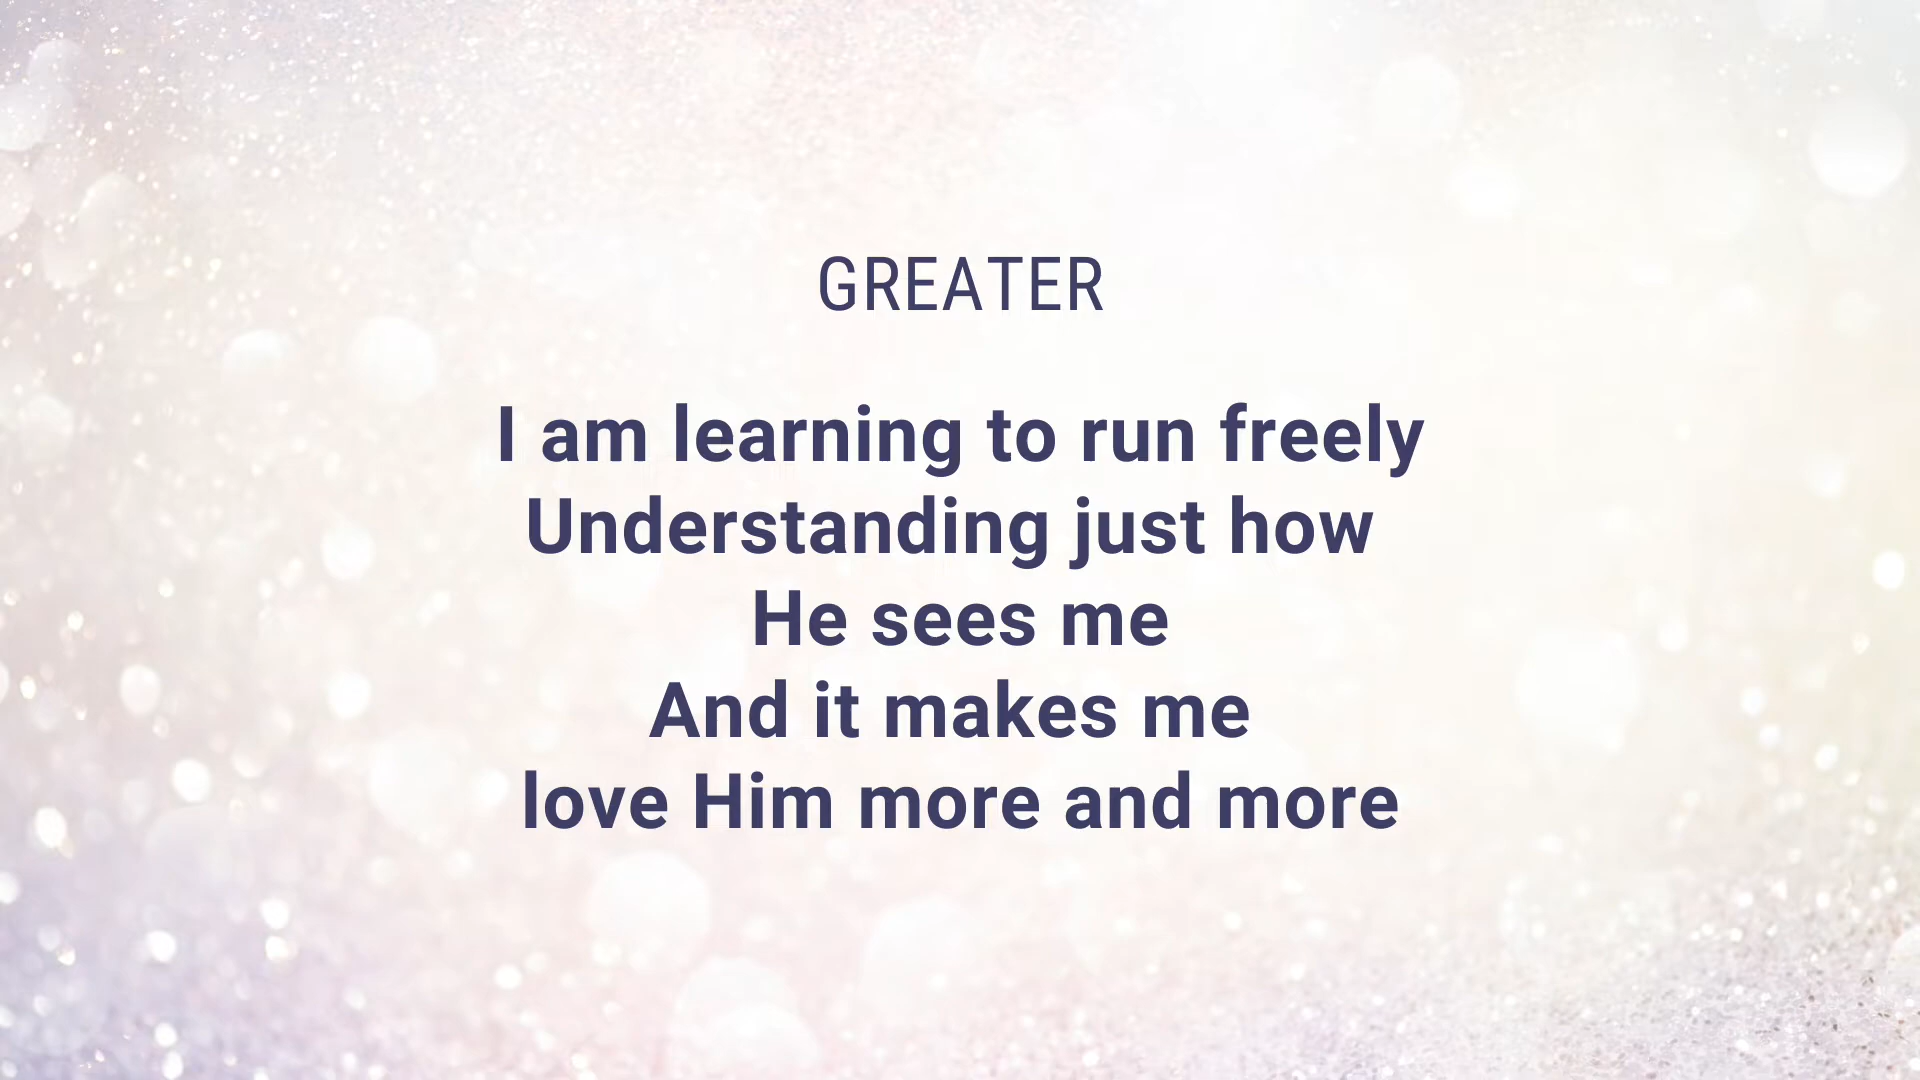 GREATER
I am learning to run freely
Understanding just how
He sees me
And it makes me
love Him more and more